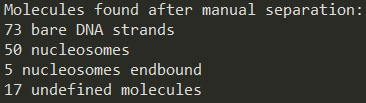 Molecules found after manual separation:
73 bare DNA strands
50 nucleosomes
5 nucleosomes endbound
17 undefined molecules